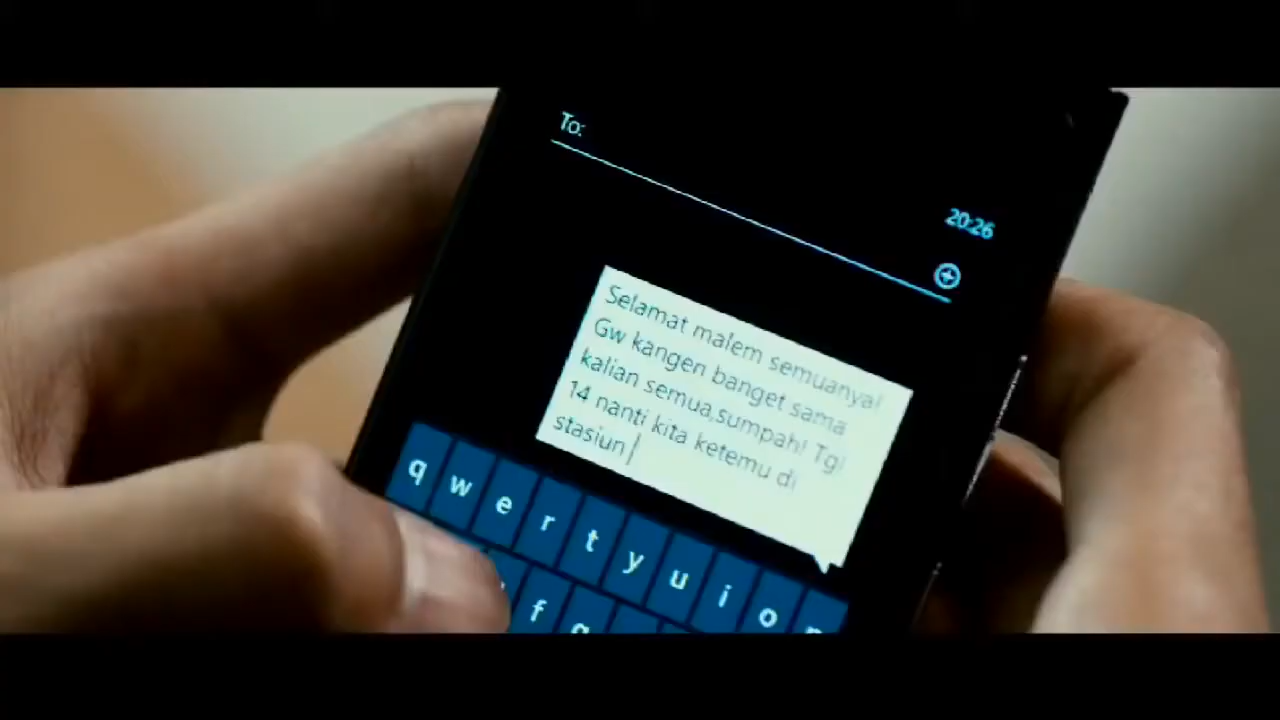 To:
20:26
Selamat malem semuanya!
Gw kangen banget sama
kalian semua,sumpah! Tgl
14 nanti kita ketemu di
stasiun
q w e r t y u i o p
f g